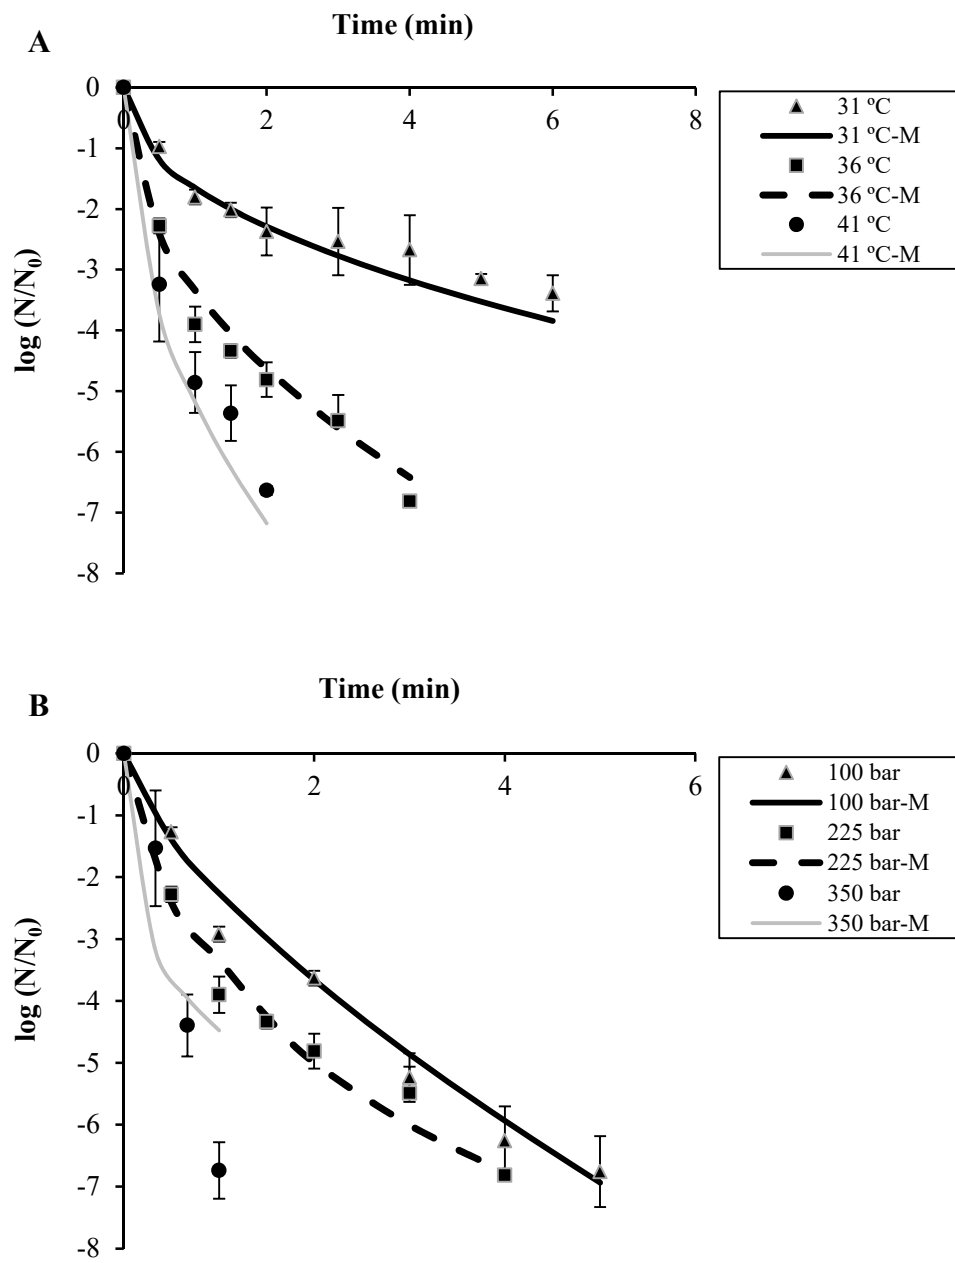 Time (min)
A
0
0
2
4
6
8
-1
-2
-3
-4
-5
-6
-7
-8
log (N/N0)
31 ºC
31 ºC-M
36 ºC
36 ºC-M
41 ºC
41 ºC-M
Time (min)
B
0
0
2
4
6
-1
-2
-3
-4
-5
-6
-7
-8
log (N/N0)
100 bar
100 bar-M
225 bar
225 bar-M
350 bar
350 bar-M